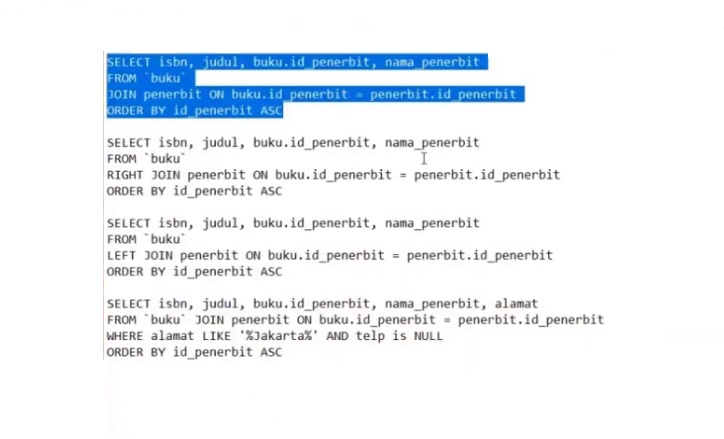 SELECT isbn, judul, buku.id_penerbit, nama_penerbit
FROM `buku`
JOIN penerbit ON buku.id_penerbit = penerbit.id_penerbit
ORDER BY id_penerbit ASC
SELECT isbn, judul, buku.id_penerbit, nama_penerbit
FROM `buku`
RIGHT JOIN penerbit ON buku.id_penerbit = penerbit.id_penerbit
ORDER BY id_penerbit ASC
SELECT isbn, judul, buku.id_penerbit, nama_penerbit
FROM `buku`
LEFT JOIN penerbit ON buku.id_penerbit = penerbit.id_penerbit
ORDER BY id_penerbit ASC
SELECT isbn, judul, buku.id_penerbit, nama_penerbit, alamat
FROM `buku` JOIN penerbit ON buku.id_penerbit = penerbit.id_penerbit
WHERE alamat LIKE '%Jakarta%' AND telp is NULL
ORDER BY id_penerbit ASC